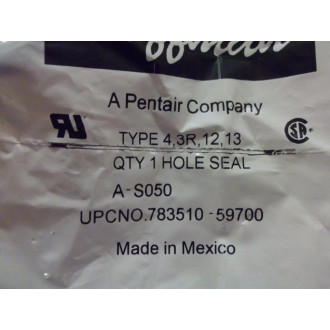 A Pentair Company
TYPE 4,3R,12,13
QTY 1 HOLE SEAL
A-S050
UPCNO.783510-59700
Made in Mexico